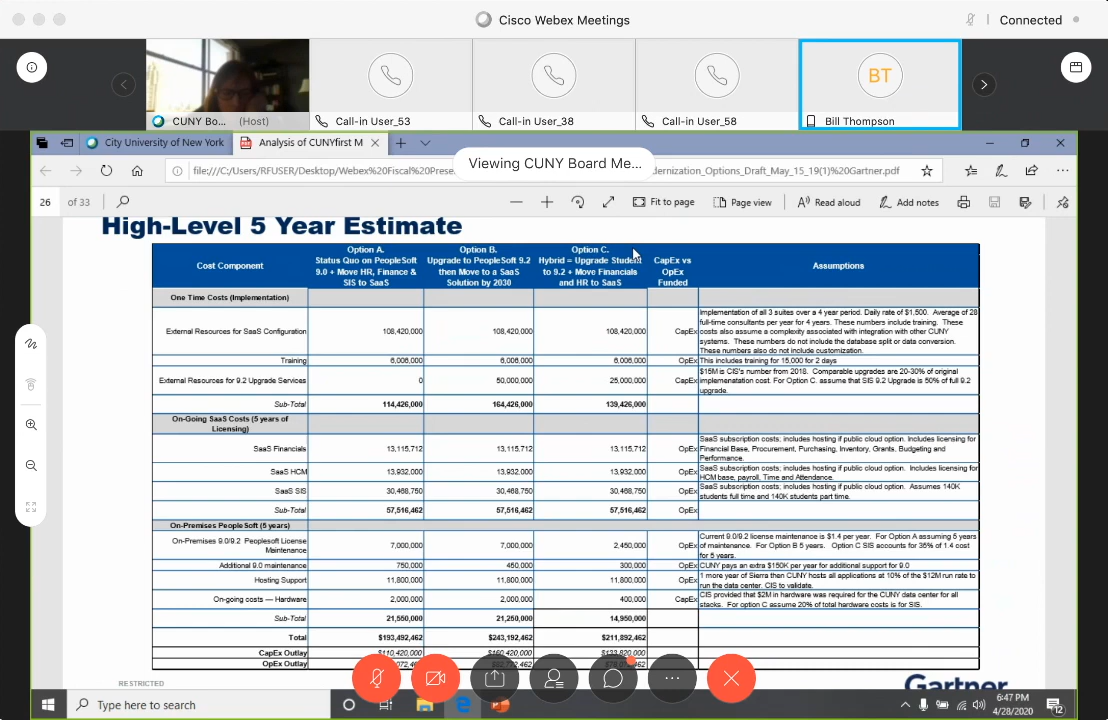 Cisco Webex Meetings
Connected
CUNY Bo... (Host)
Call-in User_53
Call-in User_38
Call-in User_58
BT
Bill Thompson
City University of New York
Analysis of CUNYfirst M
Viewing CUNY Board Me...
file:///C:/Users/RFUSER/Desktop/Webex%20Fiscal%20Prese
dernization_Options_Draft_May_15_19(1)%20Gartner.pdf
26 of 33
Fit to page
Page view
Read aloud
Add notes
High-Level 5 Year Estimate
Cost Component
Option A.
Status Quo on PeopleSoft
9.0 + Move HR, Finance &
SIS to SaaS
Option B.
Upgrade to PeopleSoft 9.2
then Move to a SaaS
Solution by 2030
Option C.
Hybrid = Upgrade Student
to 9.2 + Move Financials
and HR to SaaS
CapEx vs
OpEx
Funded
Assumptions
One Time Costs (Implementation)
External Resources for SaaS Configuration 108,420,000 108,420,000 108,420,000 CapEx
Implementation of all 3 suites over a 4 year period. Daily rate of $1,500. Average of 28
full-time consultants per year for 4 years. These numbers include training. These
costs also assume a complexity associated with integration with other CUNY
systems. These numbers do not include the database split or data conversion.
These numbers also do not include customization.
Training 6,006,000 6,006,000 6,006,000 OpEx This includes training for 15,000 for 2 days
External Resources for 9.2 Upgrade Services 0 50,000,000 25,000,000 CapEx
$15M is CIS's number from 2018. Comparable upgrades are 20-30% of original
implemenatation cost. For Option C. assume that SIS 9.2 Upgrade is 50% of full 9.2
upgrade.
Sub-Total 114,426,000 164,426,000 139,426,000
On-Going SaaS Costs (5 years of
Licensing)
SaaS Financials 13,115,712 13,115,712 13,115,712 OpEx
SaaS subscription costs; includes hosting if public cloud option. Includes licensing for
Financial Base, Procurement, Purchasing, Inventory, Grants, Budgeting and
Performance.
SaaS HCM 13,932,000 13,932,000 13,932,000 OpEx
SaaS subscription costs; includes hosting if public cloud option. Includes licensing for
HCM base, payroll, Time and Attendance.
SaaS SIS 30,468,750 30,468,750 30,468,750 OpEx
SaaS subscription costs; includes hosting if public cloud option. Assumes 140K
students full time and 140K students part time.
Sub-Total 57,516,462 57,516,462 57,516,462 OpEx
On-Premises PeopleSoft (5 years)
On-Premises 9.0/9.2 Peoplesoft License
Maintenance 7,000,000 7,000,000 2,450,000 OpEx
Current 9.0/9.2 license maintenance is $1.4 per year. For Option A assuming 5 years
of maintenance. For Option B 5 years. Option C SIS accounts for 35% of 1.4 cost
for 5 years.
Additional 9.0 maintenance 750,000 450,000 300,000 OpEx CUNY pays an extra $150K per year for additional support for 9.0
Hosting Support 11,800,000 11,800,000 11,800,000 OpEx
1 more year of Sierra then CUNY hosts all applications at 10% of the $12M run rate to
run the data center. CIS to validate.
On-going costs — Hardware 2,000,000 2,000,000 400,000 CapEx
CIS provided that $2M in hardware was required for the CUNY data center for all
stacks. For option C assume 20% of total hardware costs is for SIS.
Sub-Total 21,550,000 21,250,000 14,950,000
Total $193,492,462 $243,192,462 $211,892,462
CapEx Outlay $110,420,000 $160,420,000 $133,820,000
OpEx Outlay
RESTRICTED
Gartner
Type here to search
6:47 PM
4/28/2020
12